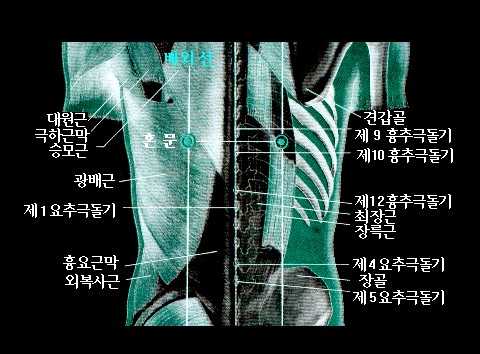 배외선
대원근
극하근막
승모근
혼 문
광배근
제1요추극돌기
흉요근막
외복사근
견갑골
제 9 흉추극돌기
제10 흉추극돌기
제12흉추극돌기
최장근
장륵근
제4요추극돌기
장골
제5요추극돌기